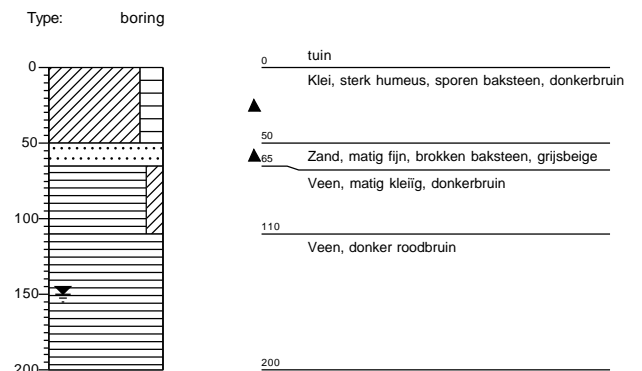 Type: boring
0
50
100
150
200
0 tuin
Klei, sterk humeus, sporen baksteen, donkerbruin
50
Zand, matig fijn, brokken baksteen, grijsbeige
65
Veen, matig kleiïg, donkerbruin
110
Veen, donker roodbruin
200